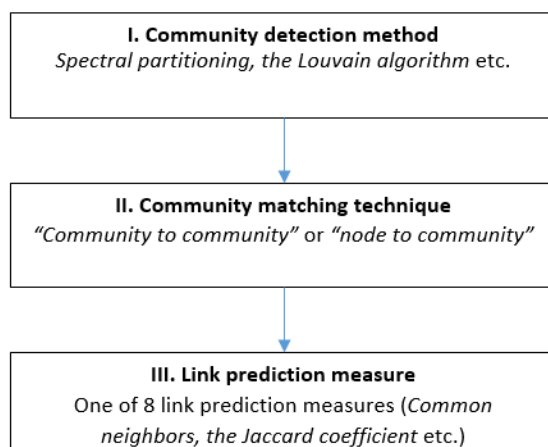 I. Community detection method
Spectral partitioning, the Louvain algorithm etc.
II. Community matching technique
“Community to community” or “node to community”
III. Link prediction measure
One of 8 link prediction measures (Common
neighbors, the Jaccard coefficient etc.)